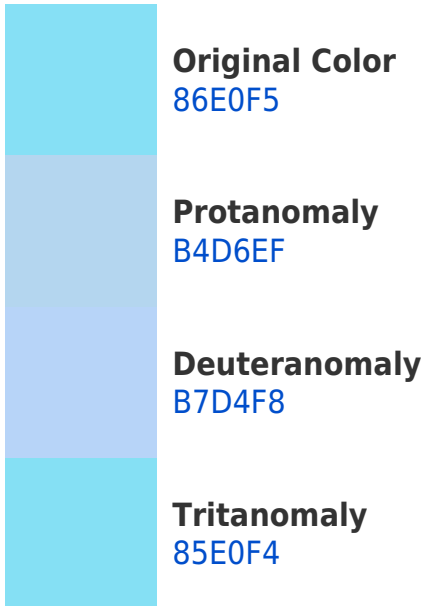 Original Color
86E0F5
Protanomaly
B4D6EF
Deuteranomaly
B7D4F8
Tritanomaly
85E0F4